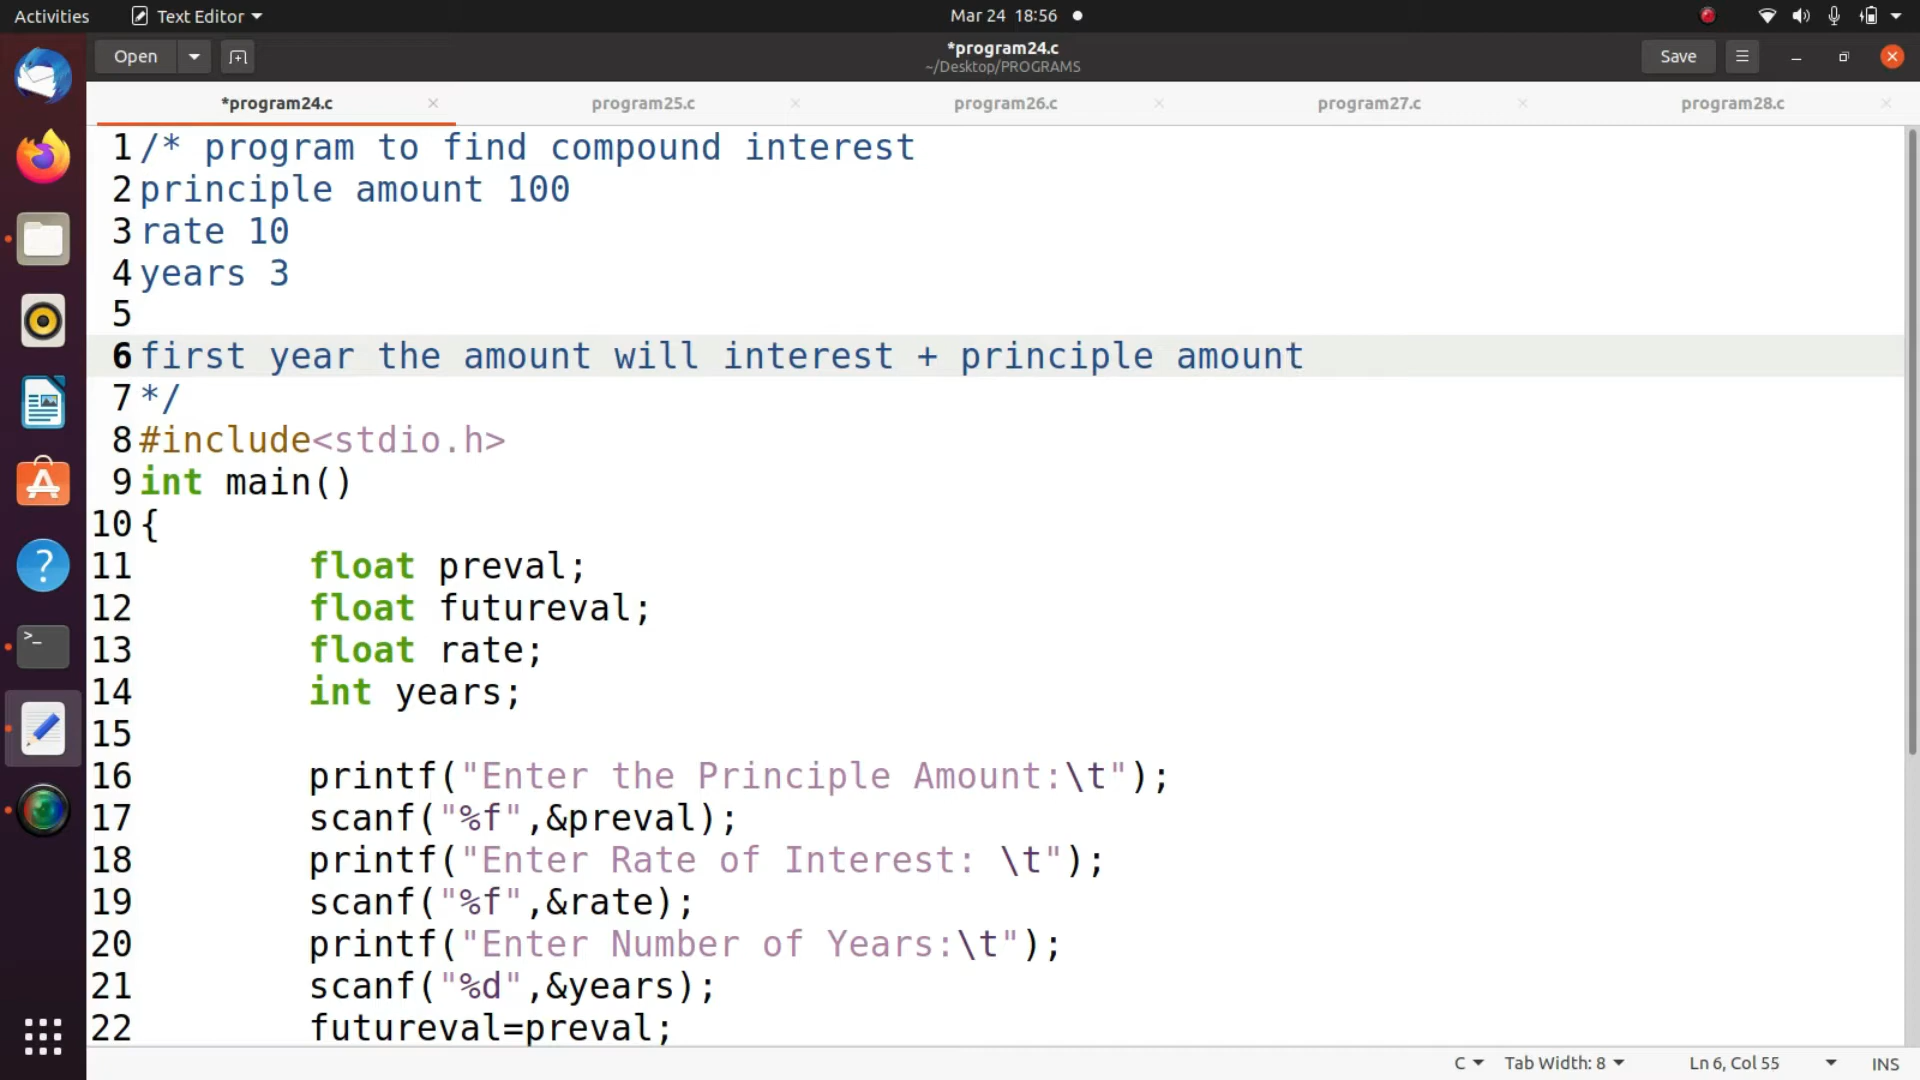 Activities
Text Editor
Mar 24 18:56
Open
*program24.c
~/Desktop/PROGRAMS
Save
*program24.c
program25.c
program26.c
program27.c
program28.c
1 /* program to find compound interest
2 principle amount 100
3 rate 10
4 years 3
5
6 first year the amount will interest + principle amount
7 */
8 #include<stdio.h>
9 int main()
10 {
11 float preval;
12 float futureval;
13 float rate;
14 int years;
15
16 printf("Enter the Principle Amount:\t");
17 scanf("%f",&preval);
18 printf("Enter Rate of Interest: \t");
19 scanf("%f",&rate);
20 printf("Enter Number of Years:\t");
21 scanf("%d",&years);
22 futureval=preval;
C
Tab Width: 8
Ln 6, Col 55
INS